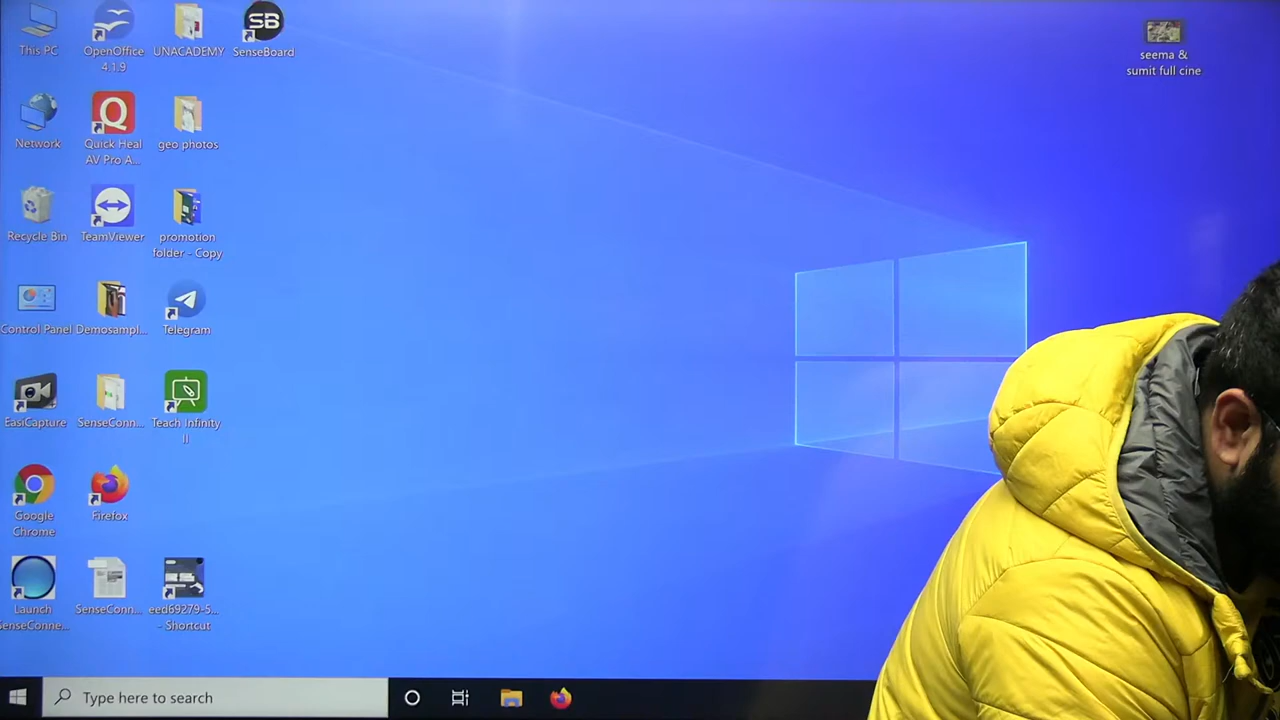 This PC
OpenOffice
4.1.9
UNACADEMY
SB
SenseBoard
seema &
sumit full cine
Network
Q
Quick Heal
AV Pro A...
geo photos
Recycle Bin
TeamViewer
promotion
folder - Copy
Control Panel
Demosampl...
Telegram
EasiCapture
SenseConn...
Teach Infinity
II
Google
Chrome
Firefox
Launch
SenseConne...
SenseConn...
eed69279-5...
- Shortcut
Type here to search